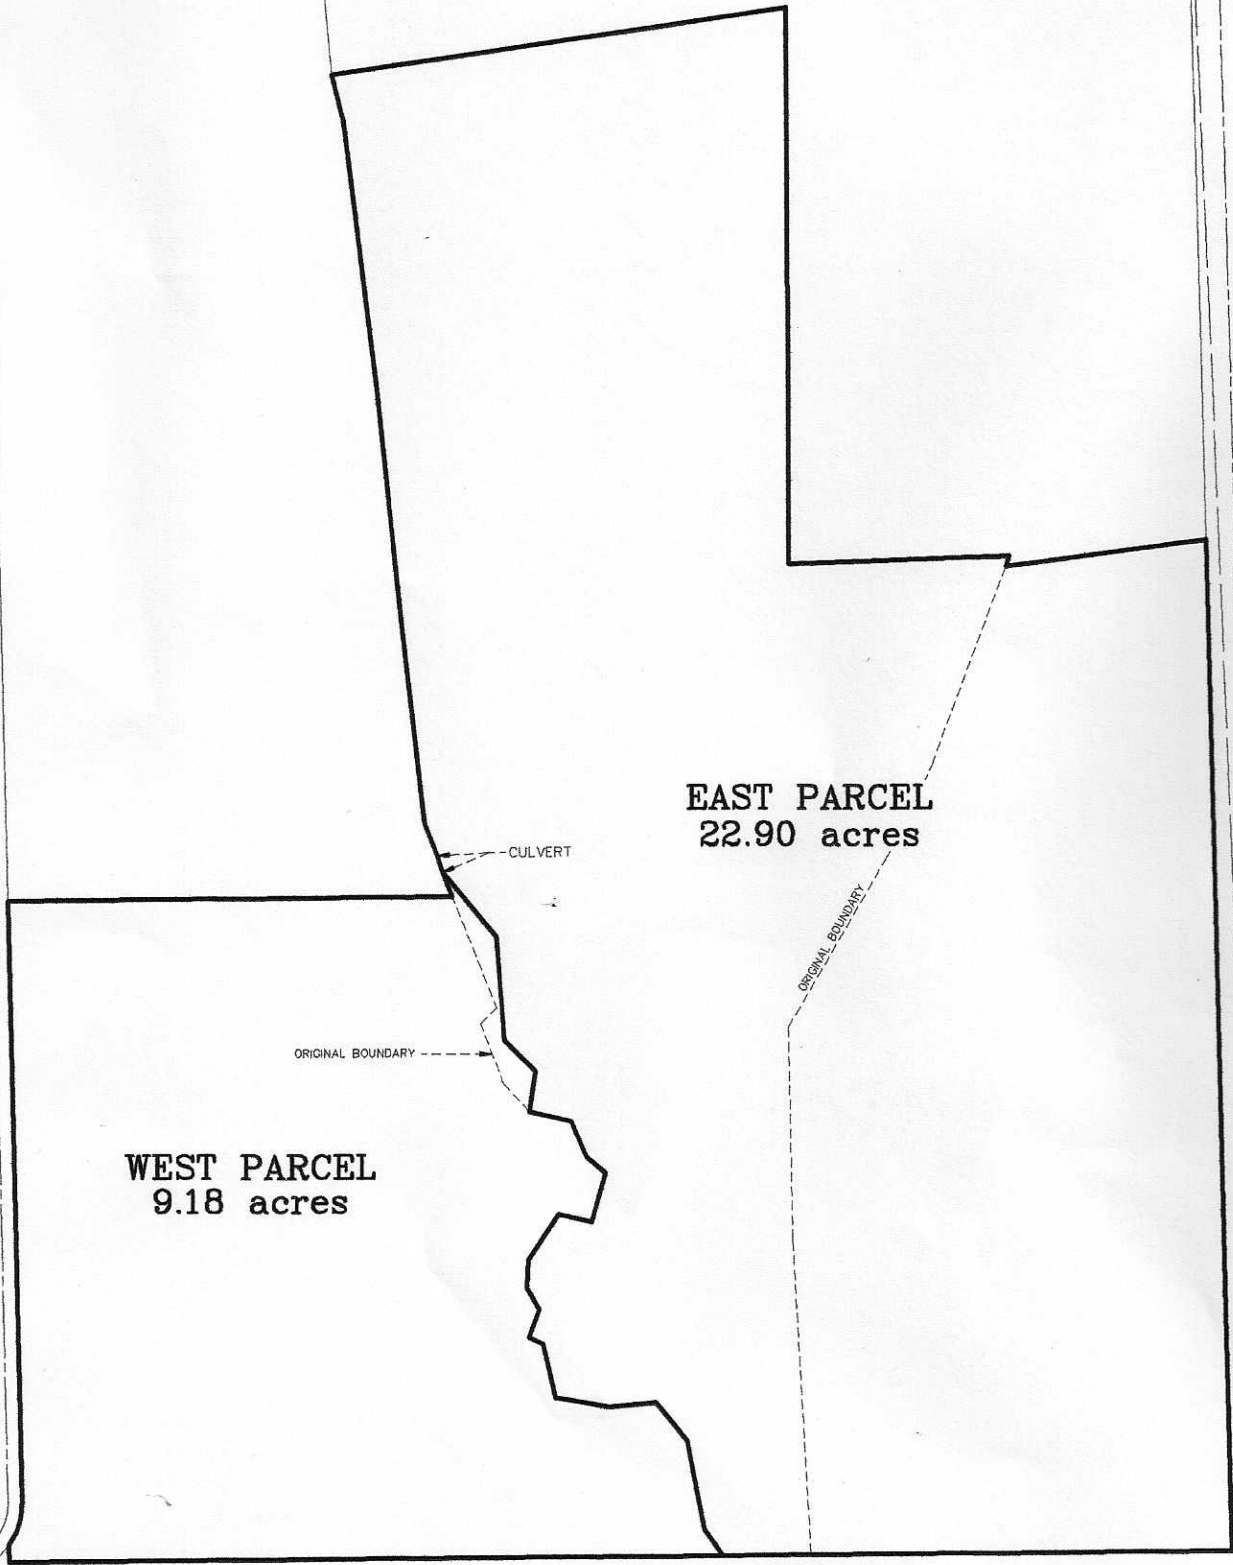 EAST PARCEL
22.90 acres
CULVERT
ORIGINAL BOUNDARY
ORIGINAL BOUNDARY
WEST PARCEL
9.18 acres